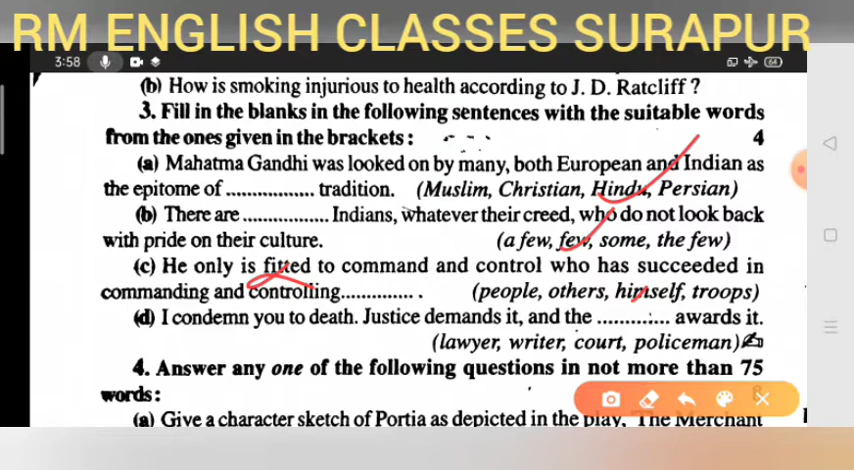 RM ENGLISH CLASSES SURAPUR
3:58
64
(b) How is smoking injurious to health according to J. D. Ratcliff ?
3. Fill in the blanks in the following sentences with the suitable words
from the ones given in the brackets : 4
(a) Mahatma Gandhi was looked on by many, both European and Indian as
the epitome of ................. tradition. (Muslim, Christian, Hindu, Persian)
(b) There are ................. Indians, whatever their creed, who do not look back
with pride on their culture. (a few, few, some, the few)
(c) He only is fitted to command and control who has succeeded in
commanding and controlling............... . (people, others, himself, troops)
(d) I condemn you to death. Justice demands it, and the ............... awards it.
(lawyer, writer, court, policeman)
4. Answer any one of the following questions in not more than 75
words :
(a) Give a character sketch of Portia as depicted in the play, The Merchant